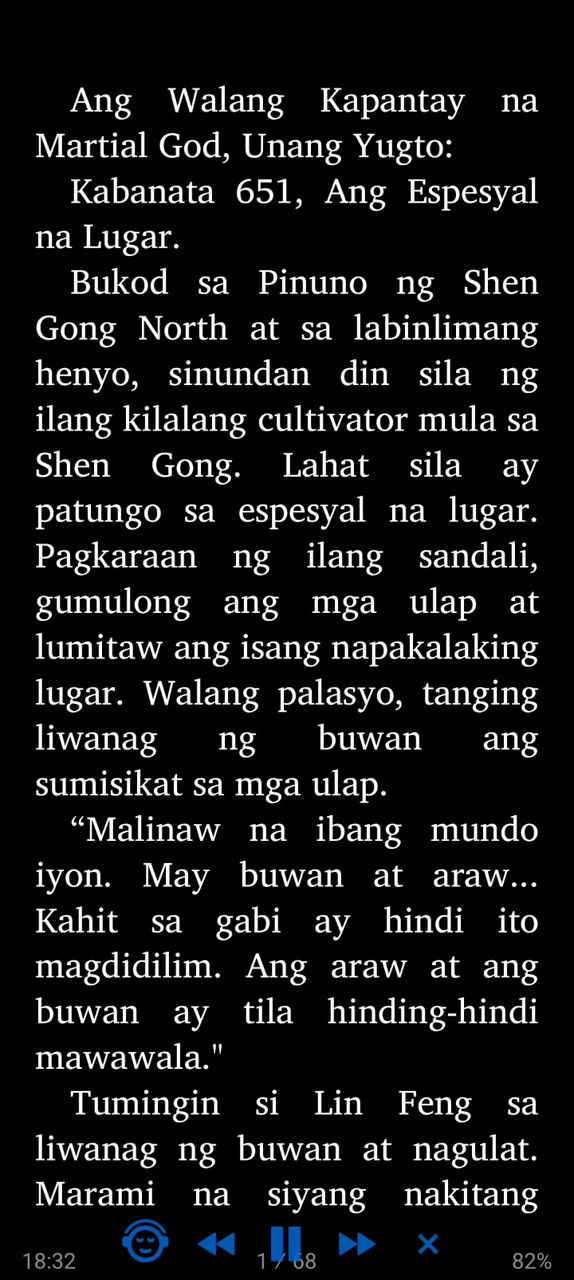 Ang Walang Kapantay na
Martial God, Unang Yugto:
Kabanata 651, Ang Espesyal
na Lugar.
Bukod sa Pinuno ng Shen
Gong North at sa labinlimang
henyo, sinundan din sila ng
ilang kilalang cultivator mula sa
Shen Gong. Lahat sila ay
patungo sa espesyal na lugar.
Pagkaraan ng ilang sandali,
gumulong ang mga ulap at
lumitaw ang isang napakalaking
lugar. Walang palasyo, tanging
liwanag ng buwan ang
sumisikat sa mga ulap.
“Malinaw na ibang mundo
iyon. May buwan at araw...
Kahit sa gabi ay hindi ito
magdidilim. Ang araw at ang
buwan ay tila hinding-hindi
mawawala."
Tumingin si Lin Feng sa
liwanag ng buwan at nagulat.
Marami na siyang nakitang
18:32 1 / 68 82%